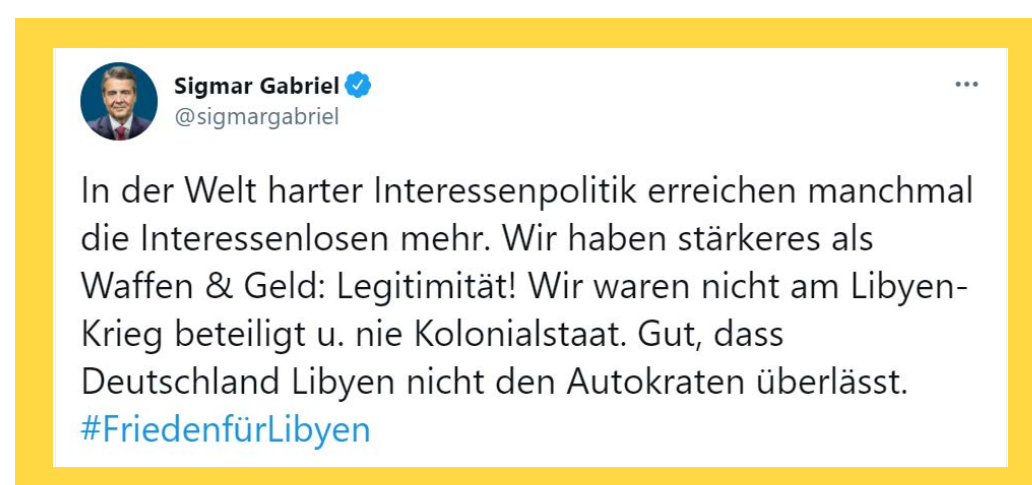 Sigmar Gabriel
@sigmargabriel
In der Welt harter Interessenpolitik erreichen manchmal
die Interessenlosen mehr. Wir haben stärkeres als
Waffen & Geld: Legitimität! Wir waren nicht am Libyen-
Krieg beteiligt u. nie Kolonialstaat. Gut, dass
Deutschland Libyen nicht den Autokraten überlässt.
#FriedenfürLibyen